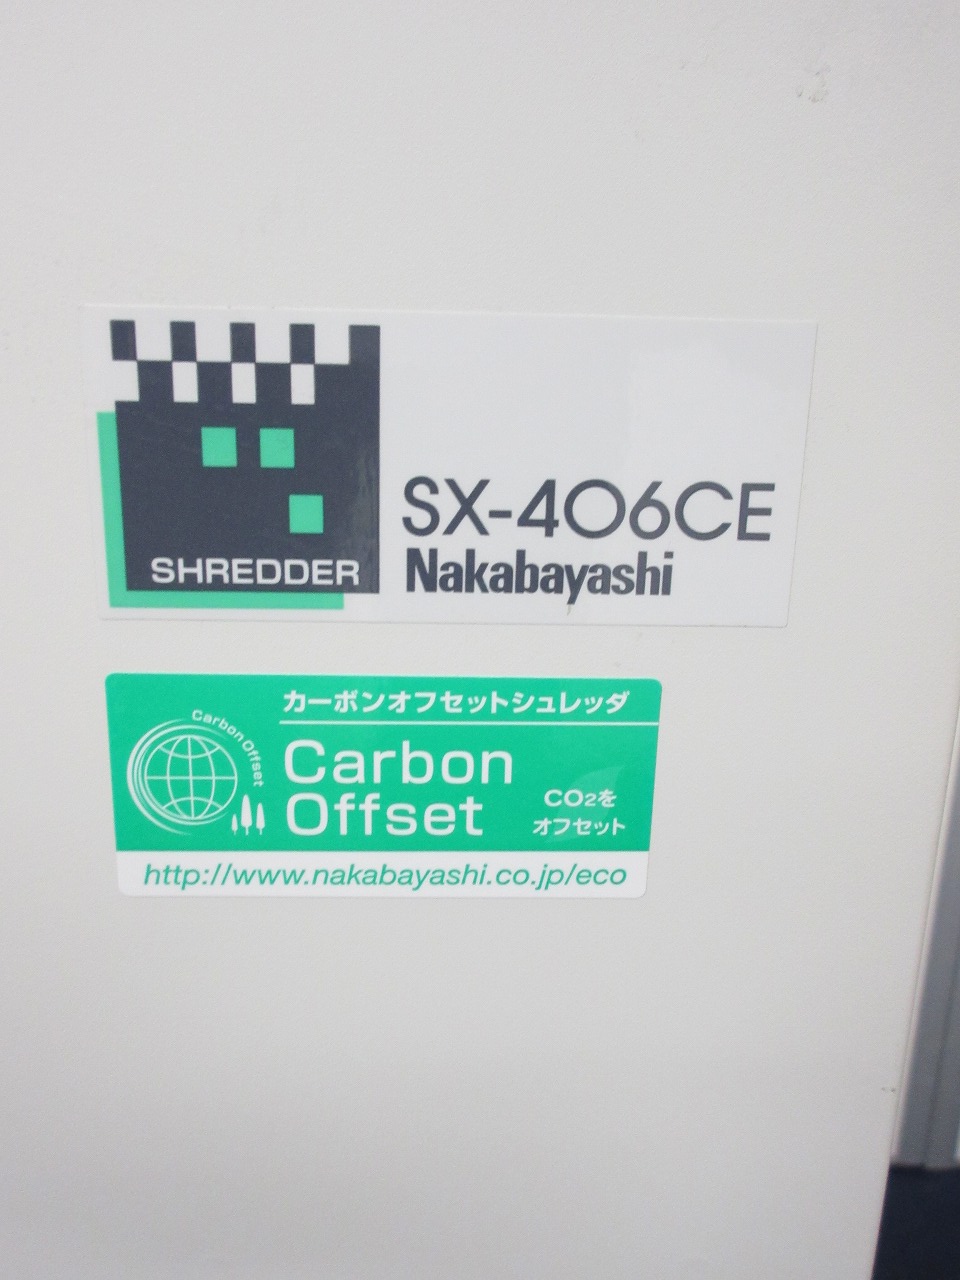 SHREDDER
SX-406CE
Nakabayashi
カーボンオフセットシュレッダ
Carbon Offset
Carbon
Offset
CO2を
オフセット
http://www.nakabayashi.co.jp/eco